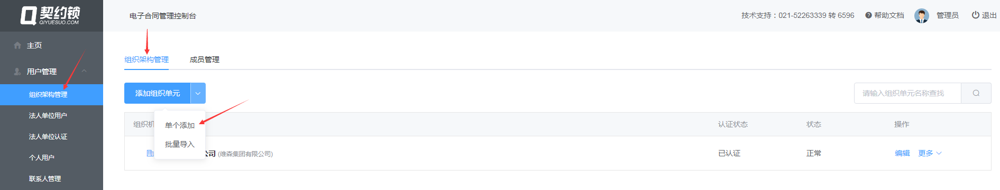 契约锁
QIYUESUO.COM
电子合同管理控制台
技术支持：021-52263339 转 6596
帮助文档
管理员
退出
主页
用户管理
组织架构管理
法人单位用户
法人单位认证
个人用户
联系人管理
组织架构管理
成员管理
添加组织单元
请输入组织单元名称查找
单个添加
批量导入
组织机
认证状态
状态
操作
公司 (维森集团有限公司)
已认证
正常
编辑
更多